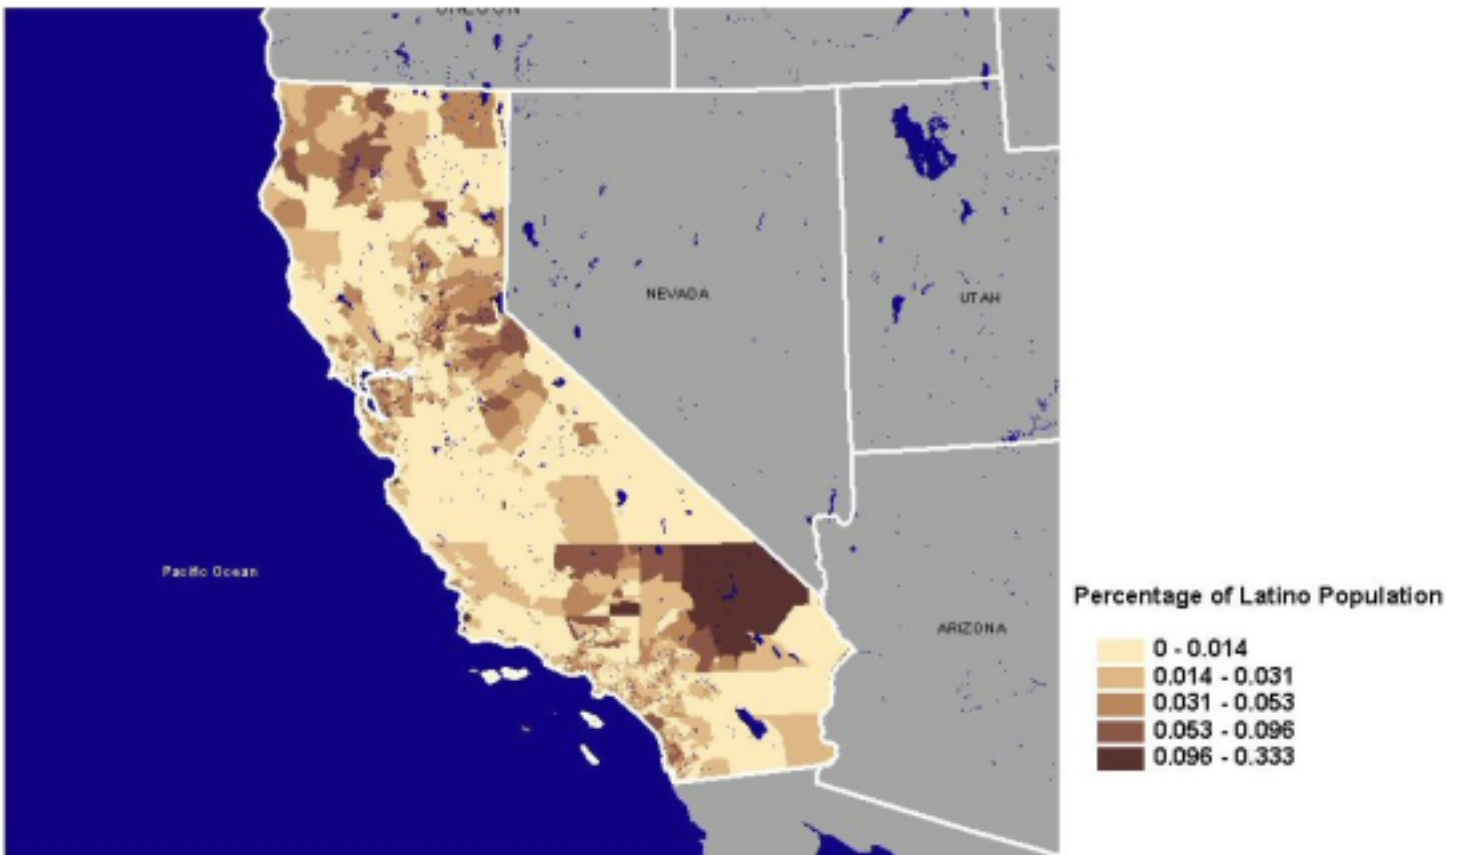 OREGON
NEVADA
UTAH
Pacific Ocean
ARIZONA
Percentage of Latino Population
0 - 0.014
0.014 - 0.031
0.031 - 0.053
0.053 - 0.096
0.096 - 0.333